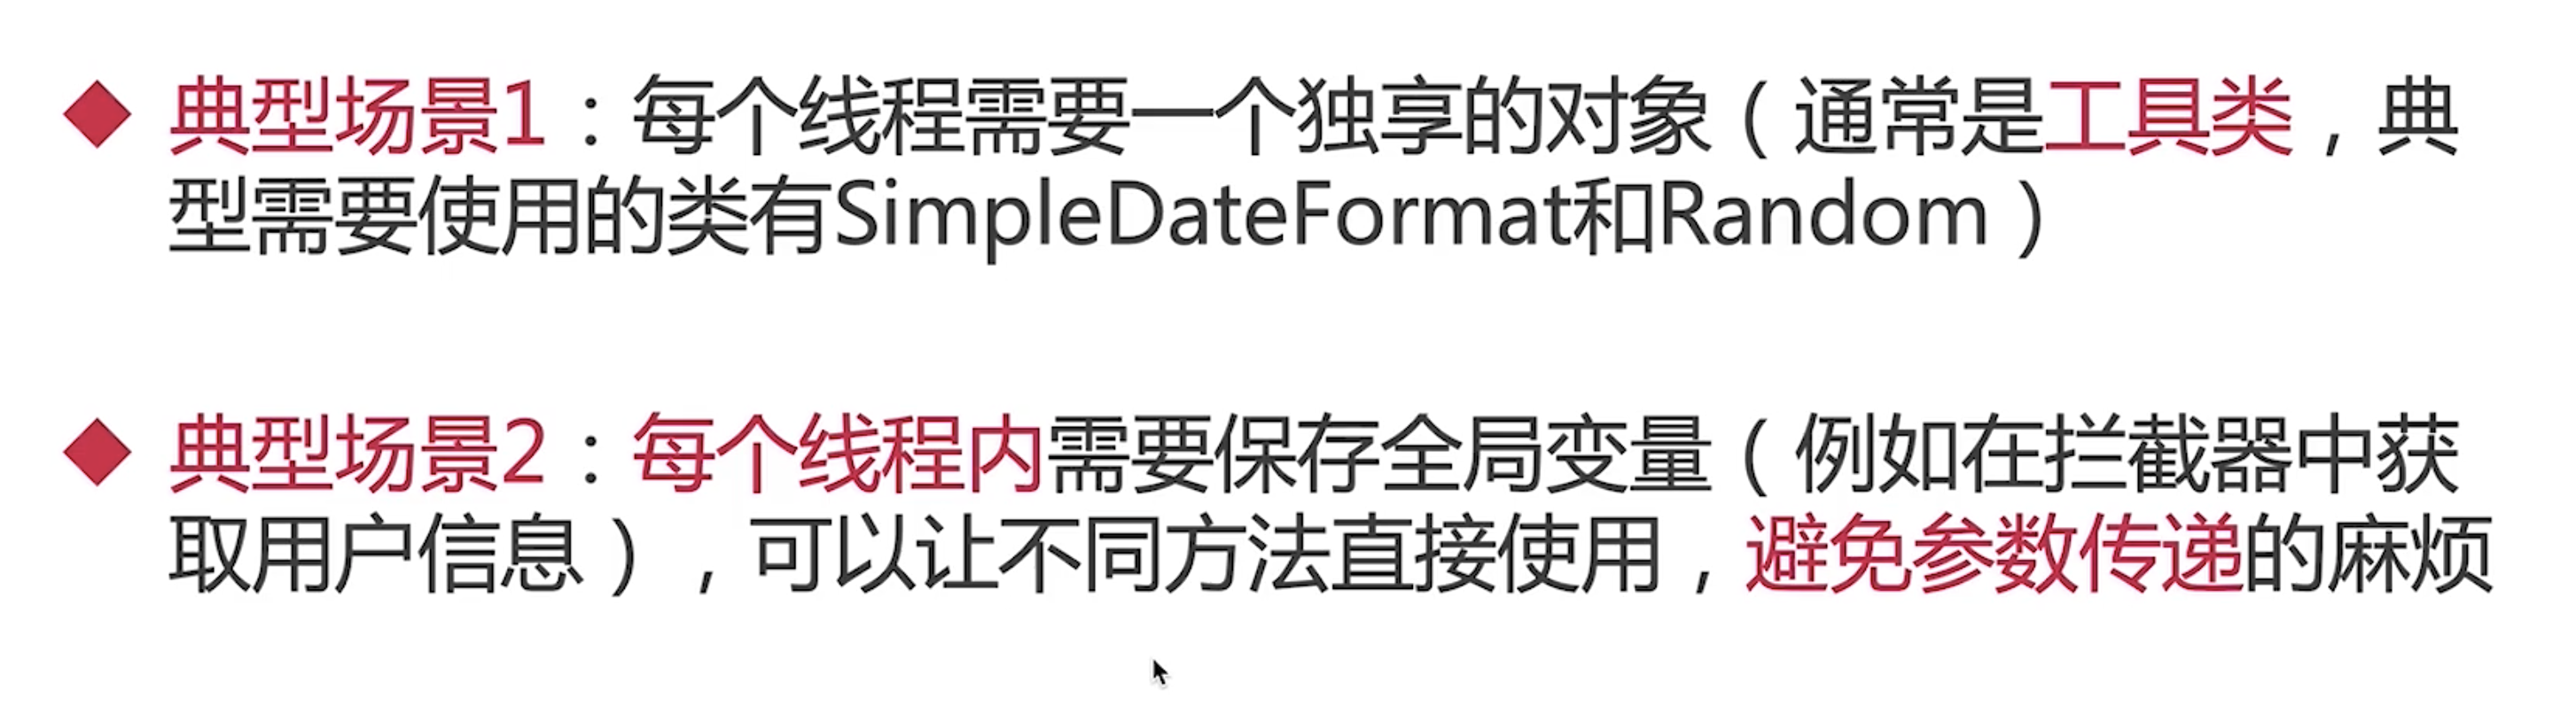 典型场景1：每个线程需要一个独享的对象（通常是工具类，典
型需要使用的类有SimpleDateFormat和Random）
典型场景2：每个线程内需要保存全局变量（例如在拦截器中获
取用户信息），可以让不同方法直接使用，避免参数传递的麻烦